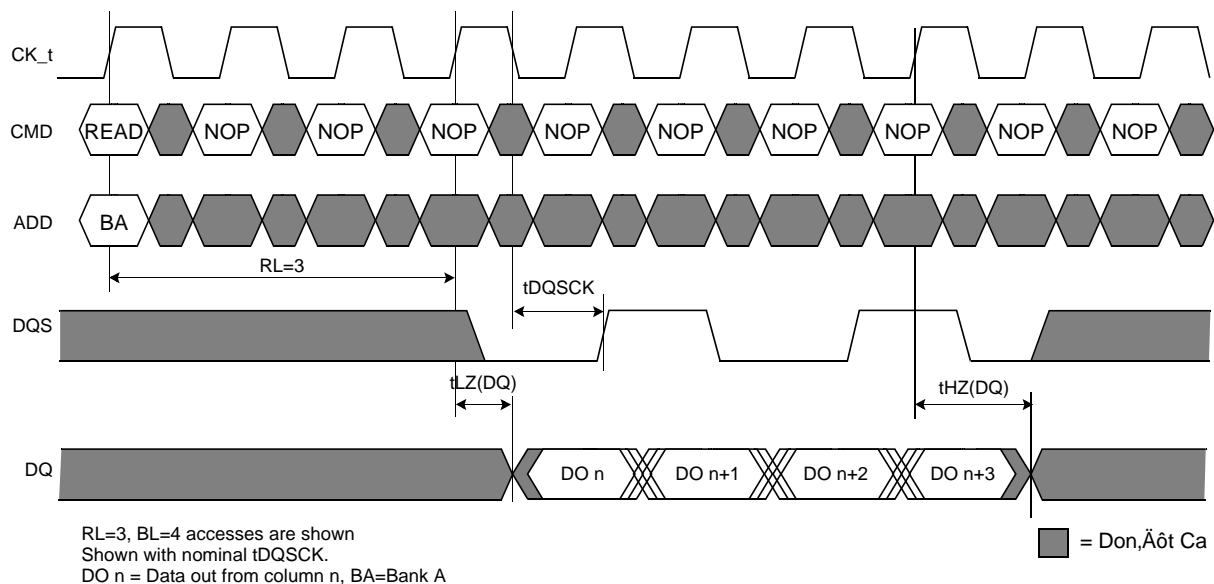 CK_t
CMD READ NOP NOP NOP NOP NOP NOP NOP NOP NOP
ADD BA
RL=3
tDQSCK
DQS
tLZ(DQ)
tHZ(DQ)
DQ DO n DO n+1 DO n+2 DO n+3
RL=3, BL=4 accesses are shown
Shown with nominal tDQSCK.
DO n = Data out from column n, BA=Bank A
= Don‚Äôt Ca